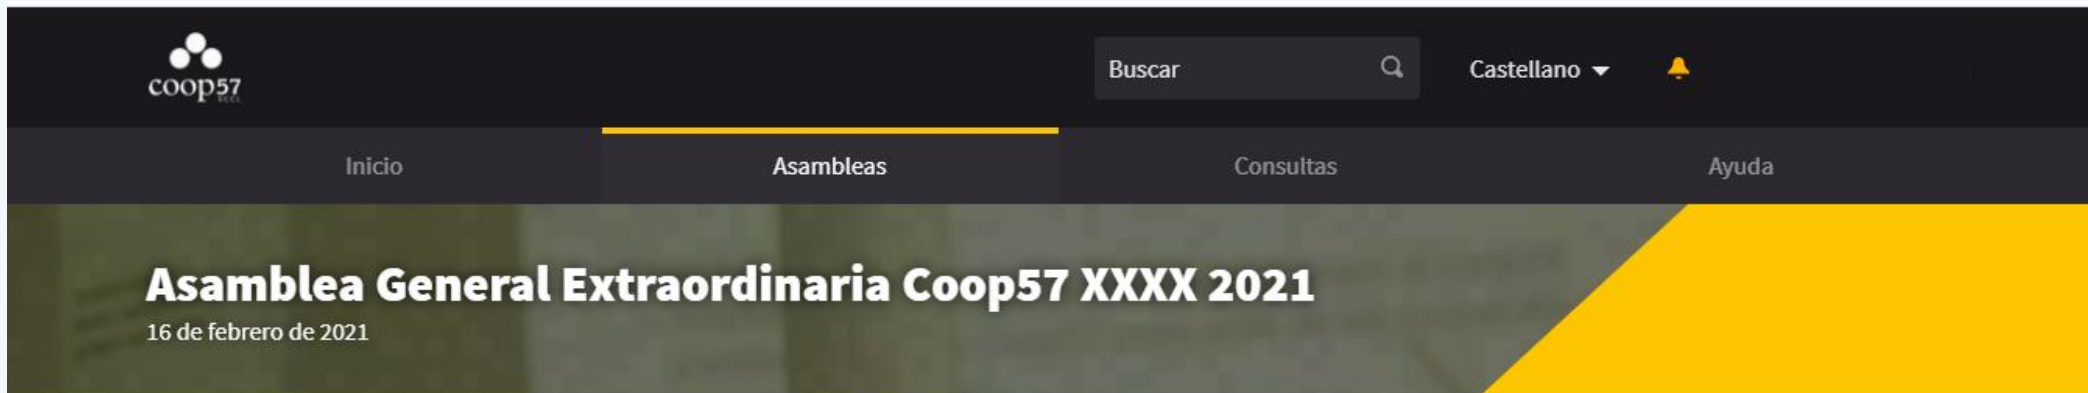 coop57
Buscar
Castellano
Inicio
Asambleas
Consultas
Ayuda
Asamblea General Extraordinaria Coop57 XXXX 2021
16 de febrero de 2021